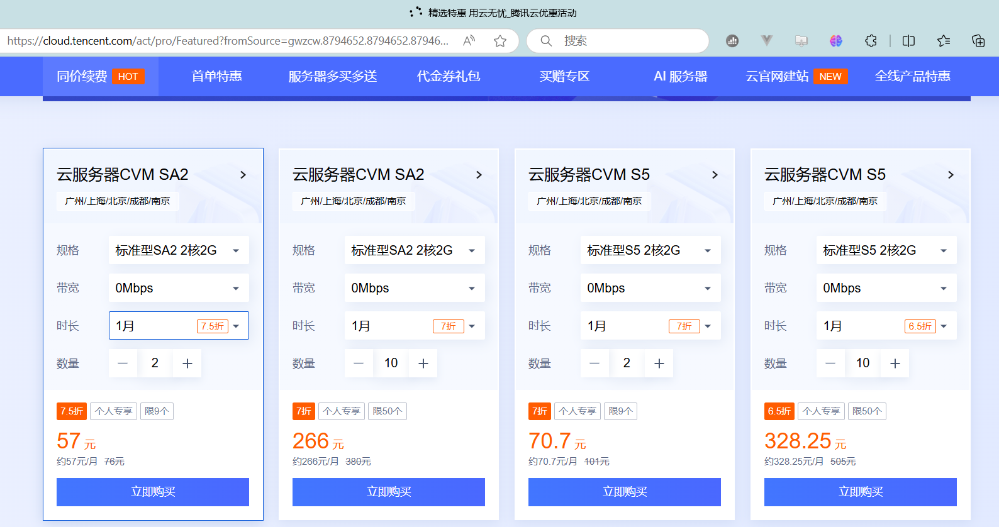 精选特惠 用云无忧_腾讯云优惠活动
https://cloud.tencent.com/act/pro/Featured?fromSource=gwzcw.8794652.8794652.87946...
搜索
同价续费 HOT
首单特惠
服务器多买多送
代金券礼包
买赠专区
AI 服务器
云官网建站 NEW
全线产品特惠
云服务器CVM SA2
广州/上海/北京/成都/南京
规格 标准型SA2 2核2G
带宽 0Mbps
时长 1月 7.5折
数量 2
7.5折 个人专享 限9个
57 元
约57元/月 76元
立即购买
云服务器CVM SA2
广州/上海/北京/成都/南京
规格 标准型SA2 2核2G
带宽 0Mbps
时长 1月 7折
数量 10
7折 个人专享 限50个
266 元
约266元/月 380元
立即购买
云服务器CVM S5
广州/上海/北京/成都/南京
规格 标准型S5 2核2G
带宽 0Mbps
时长 1月 7折
数量 2
7折 个人专享 限9个
70.7 元
约70.7元/月 101元
立即购买
云服务器CVM S5
广州/上海/北京/成都/南京
规格 标准型S5 2核2G
带宽 0Mbps
时长 1月 6.5折
数量 10
6.5折 个人专享 限50个
328.25 元
约328.25元/月 505元
立即购买